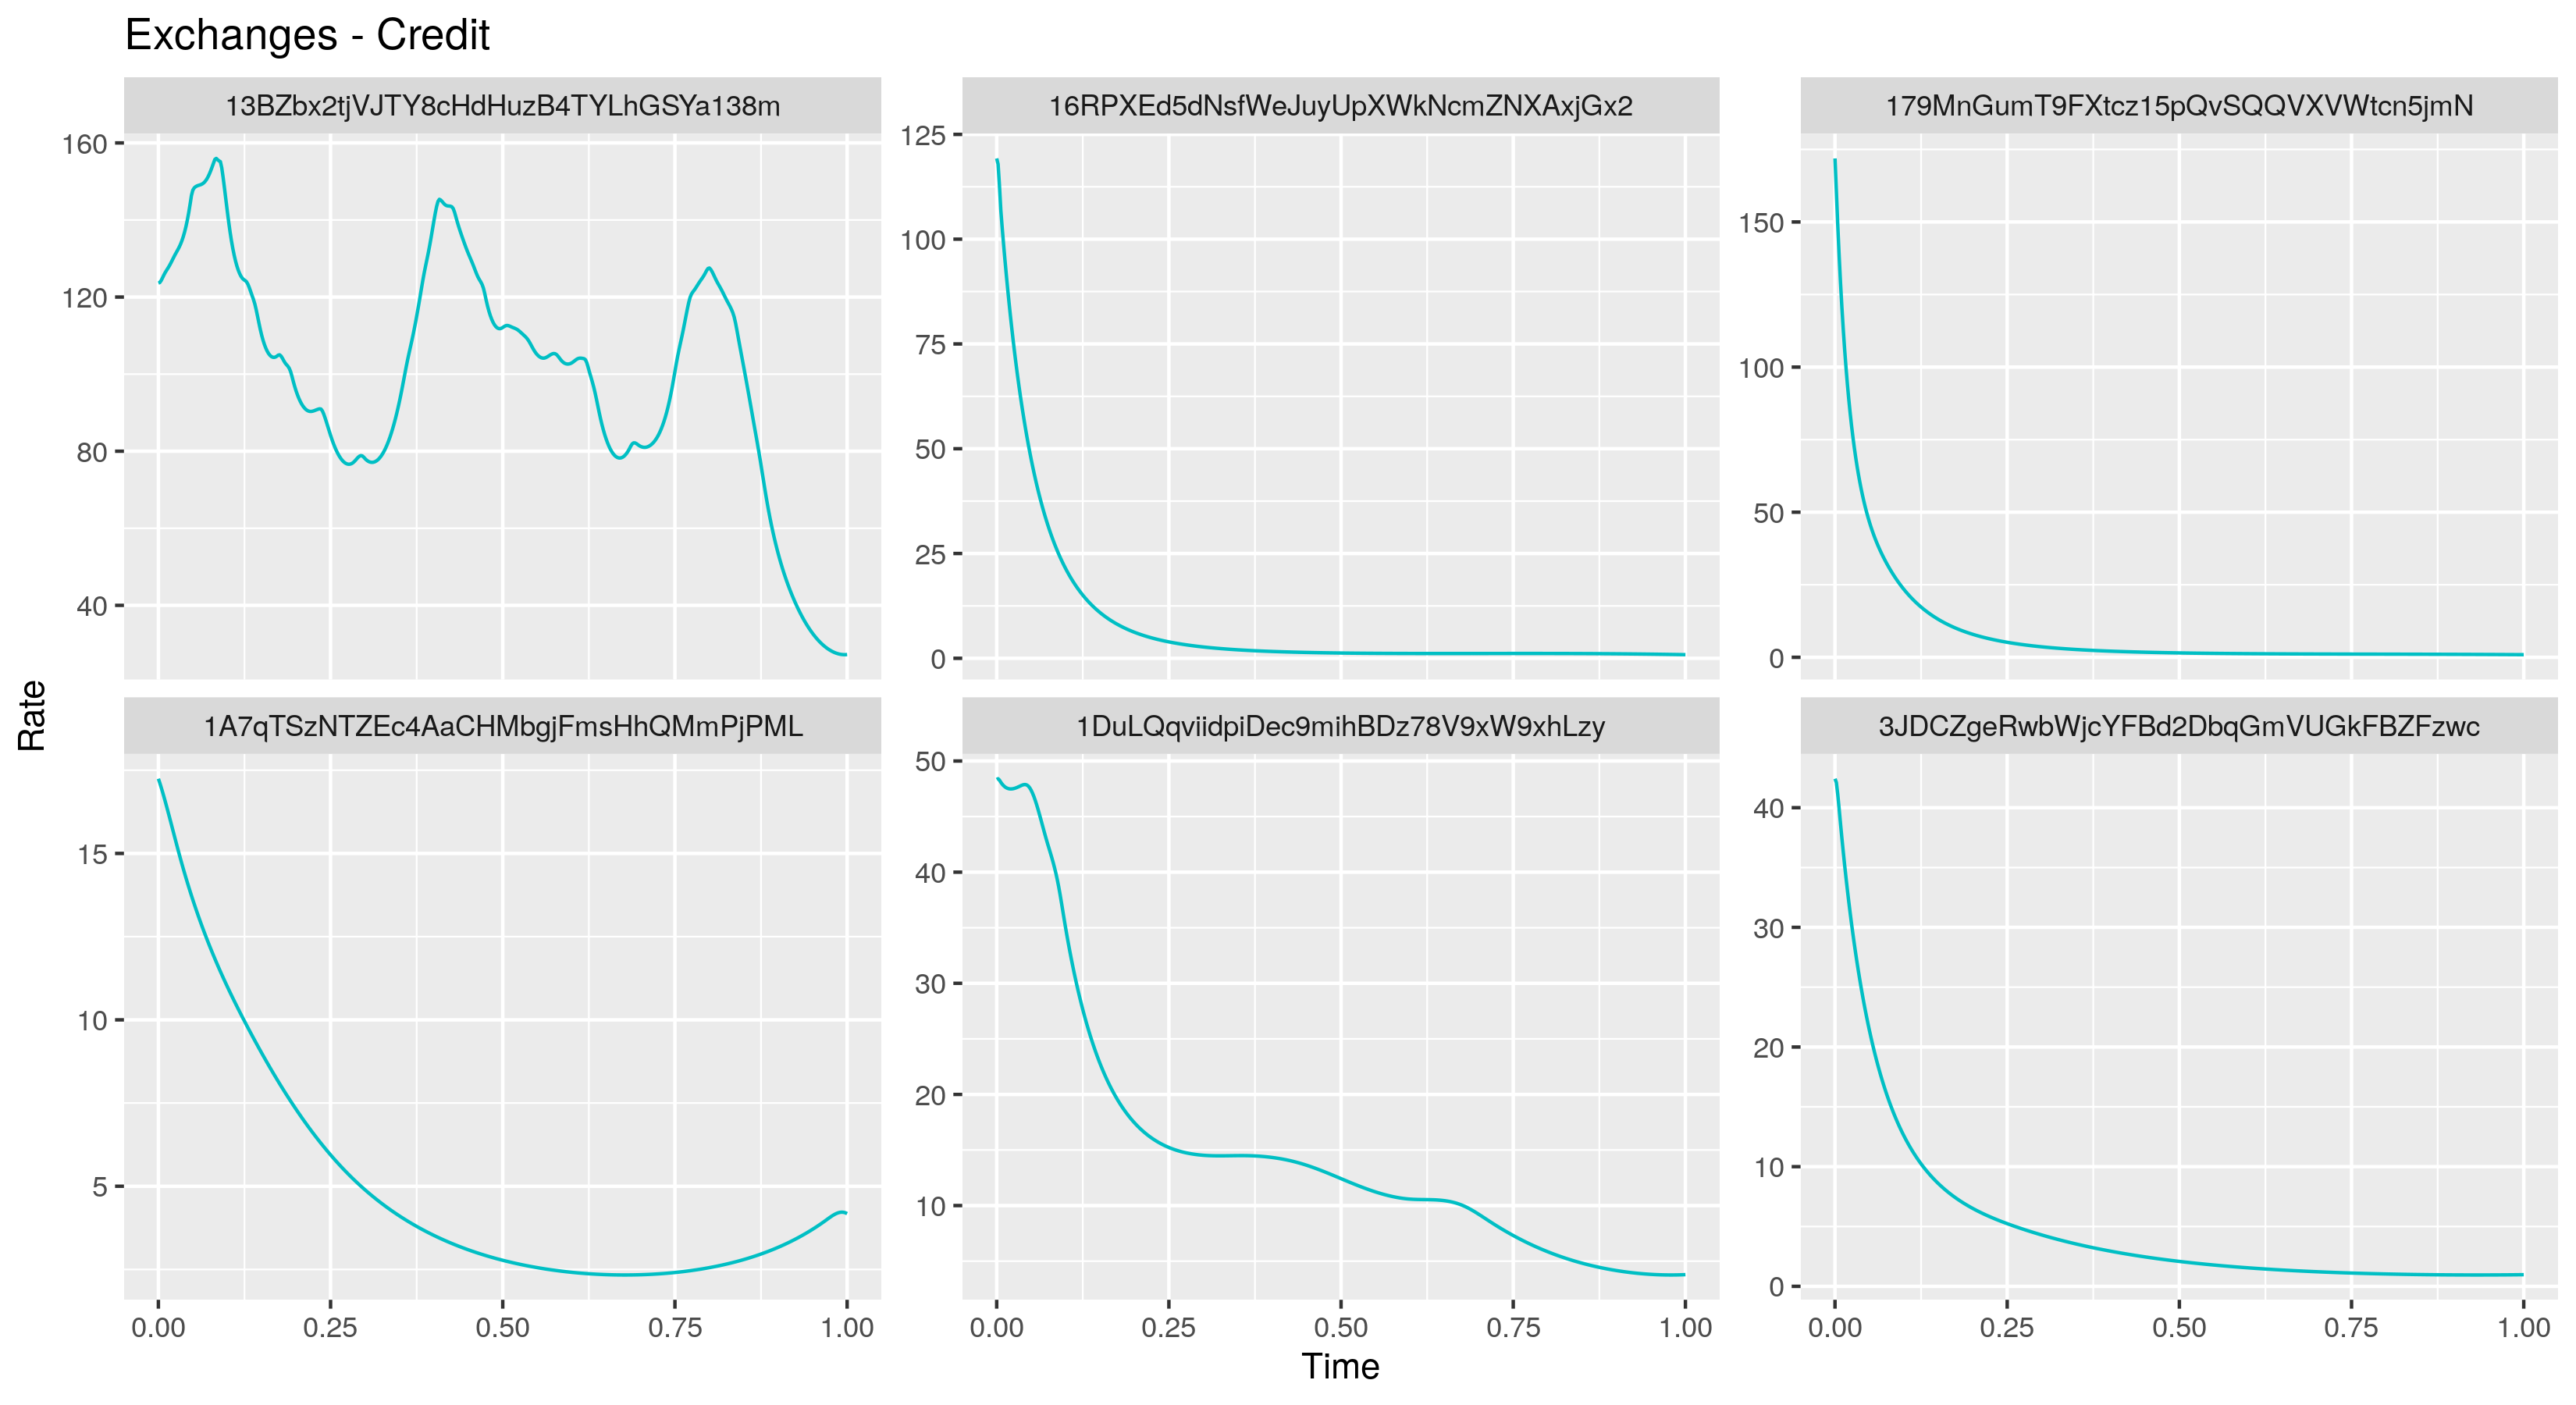 Exchanges - Credit
13BZbx2tjVJTY8cHdHuzB4TYLhGSYa138m
16RPXEd5dNsfWeJuyUpXWkNcmZNXAxjGx2
179MnGumT9FXtcz15pQvSQQVXVWtcn5jmN
160
120
80
40
125
100
75
50
25
0
150
100
50
0
Rate
1A7qTSzNTZEc4AaCHMbgjFmsHhQMmPjPML
1DuLQqviidpiDec9mihBDz78V9xW9xhLzy
3JDCZgeRwbWjcYFBd2DbqGmVUGkFBZFzwc
15
10
5
50
40
30
20
10
40
30
20
10
0
0.00 0.25 0.50 0.75 1.00
0.00 0.25 0.50 0.75 1.00
0.00 0.25 0.50 0.75 1.00
Time